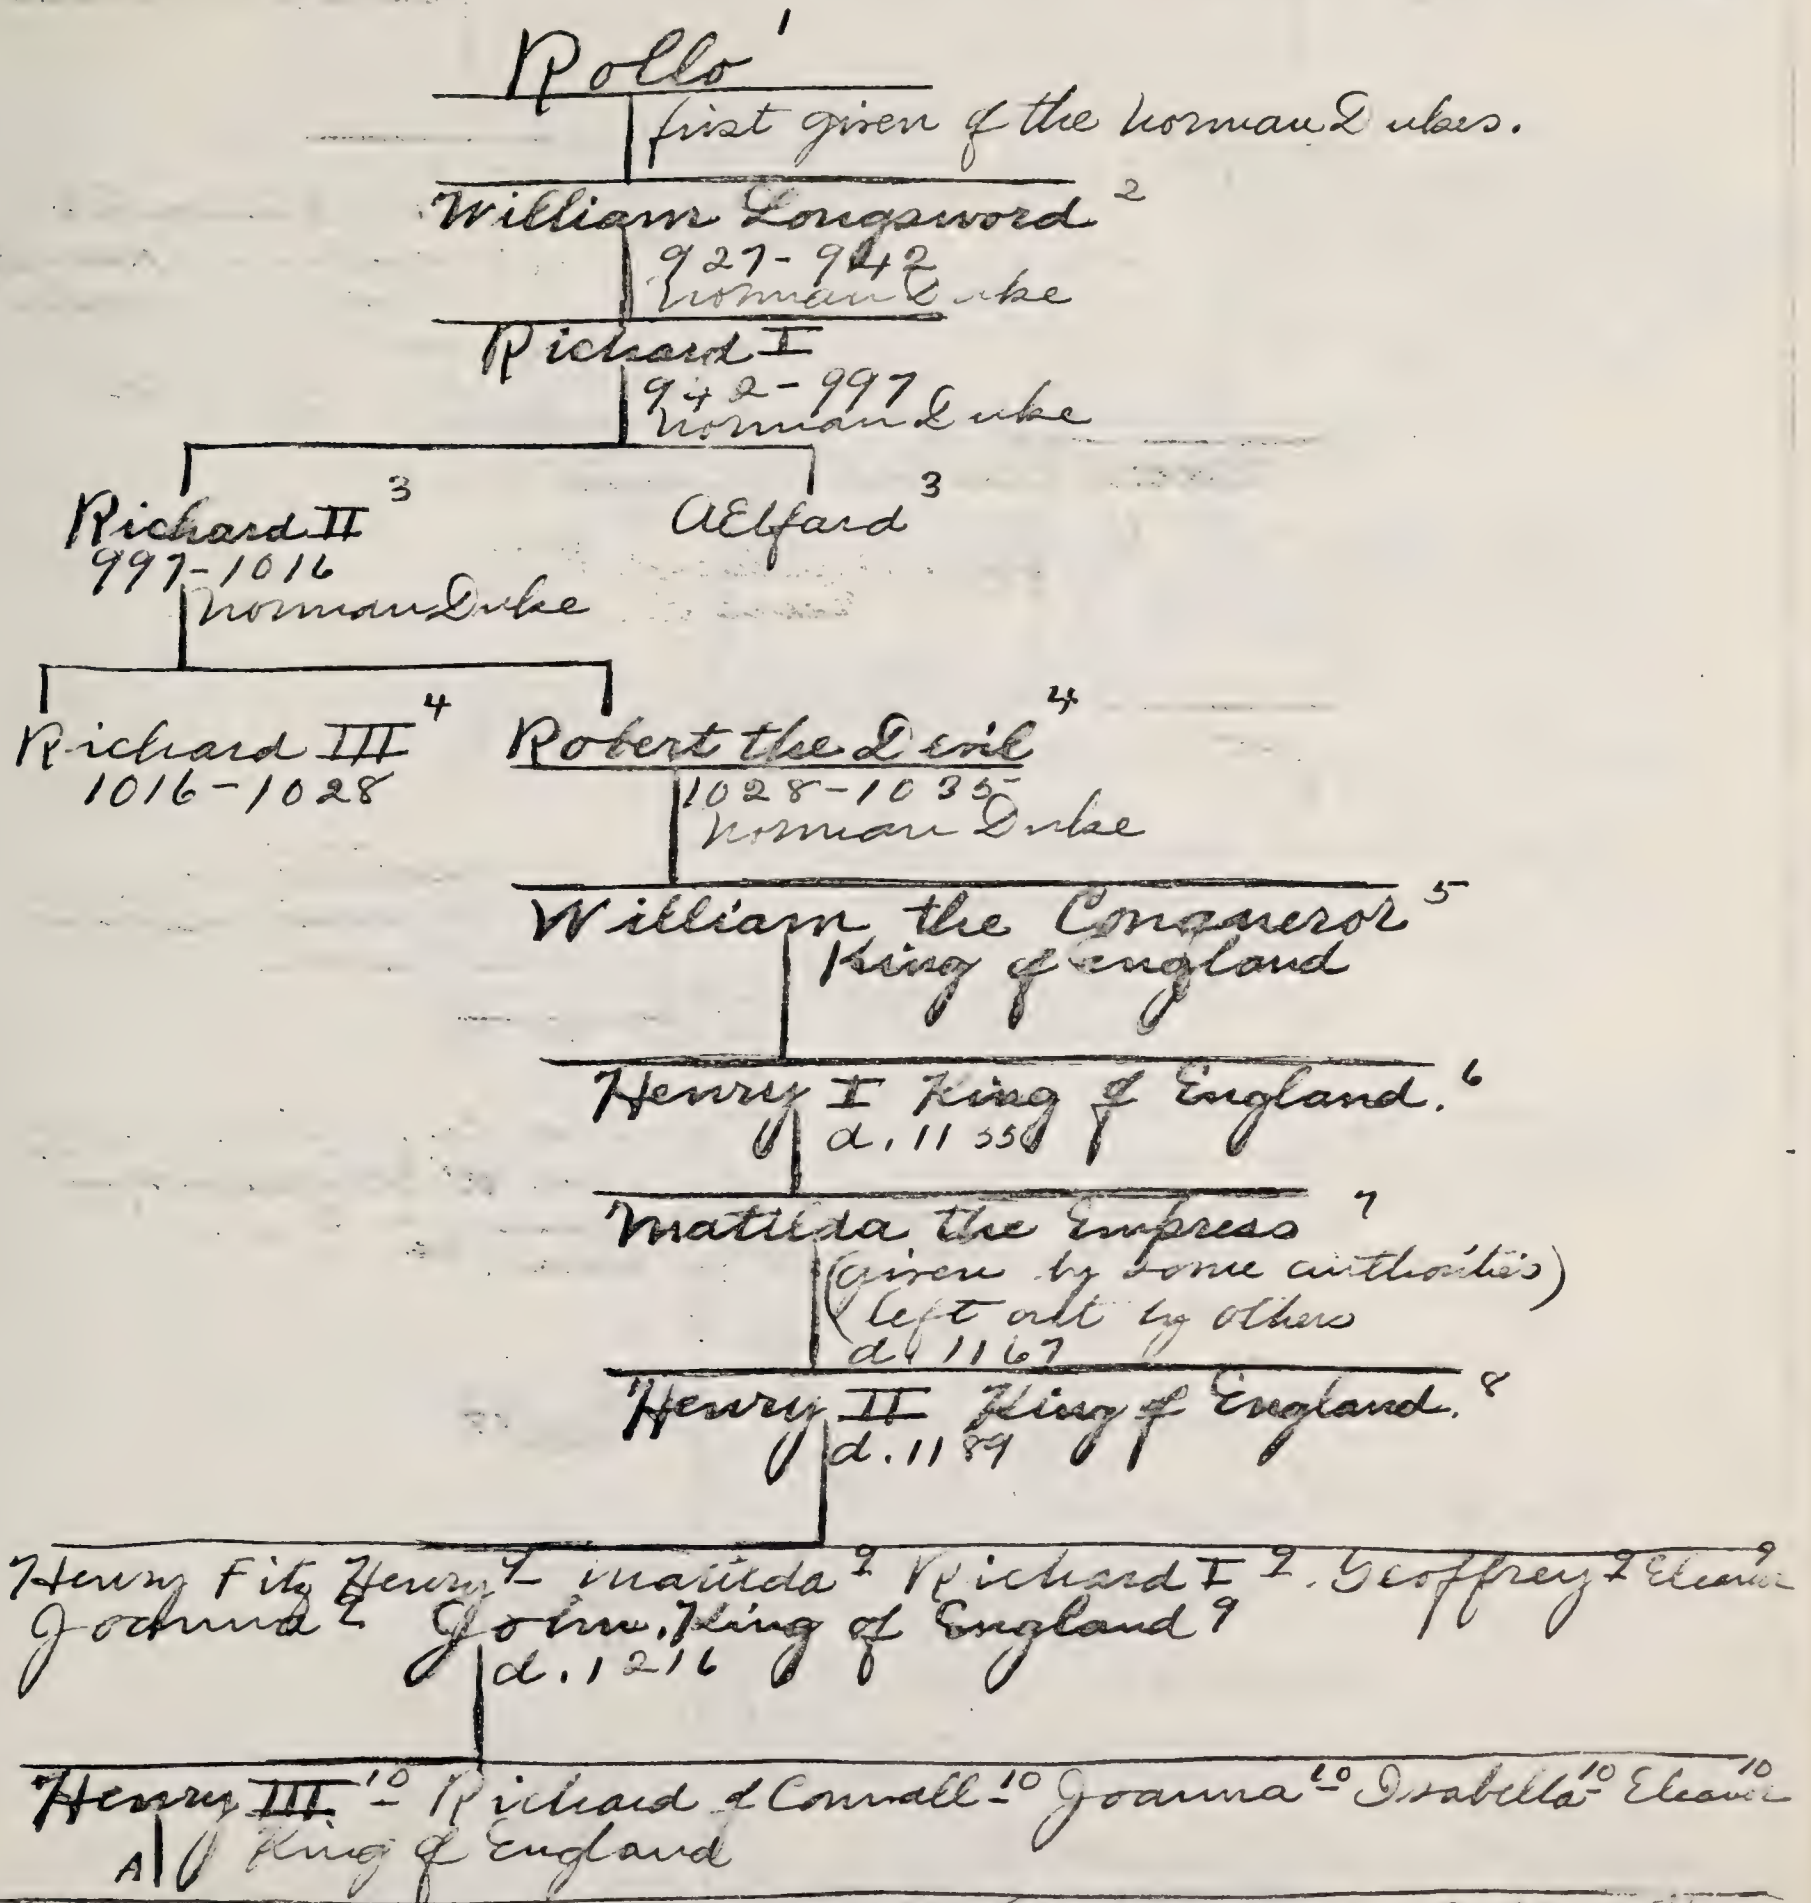 Rollo 1
first given of the Norman Dukes.
William Longsword 2
927-942
Norman Duke
Richard I
942-997
Norman Duke
Richard II 3 AElfard 3
997-1016
Norman Duke
Richard III 4 Robert the Devil 4
1016-1028 1028-1035
Norman Duke
William the Conqueror 5
King of England
Henry I King of England. 6
d. 1155
Matilda the Empress 7
(given by some authorities)
(left out by others
d. 1167
Henry II King of England. 8
d. 1189
Henry Fitz Henry 9 - Matilda 9 Richard I 9. Geoffrey 9 Eleanor 9
Joanna 9 John. King of England 9
d. 1216
Henry III 10 - Richard of Cornwall - 10 Joanna 10 - Isabella 10 - Eleanor 10
King of England
A